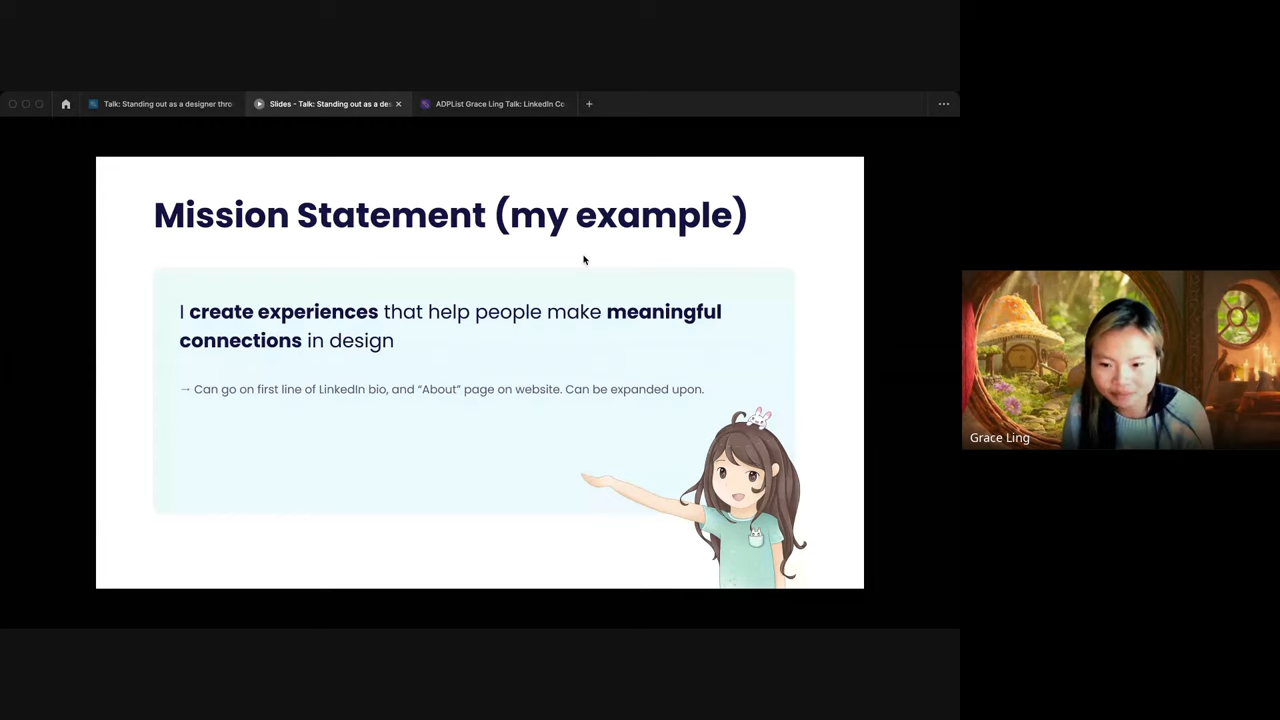 Talk: Standing out as a designer thro
Slides - Talk: Standing out as a des
ADPList Grace Ling Talk: LinkedIn Co
Mission Statement (my example)
I create experiences that help people make meaningful
connections in design
→ Can go on first line of LinkedIn bio, and “About” page on website. Can be expanded upon.
Grace Ling